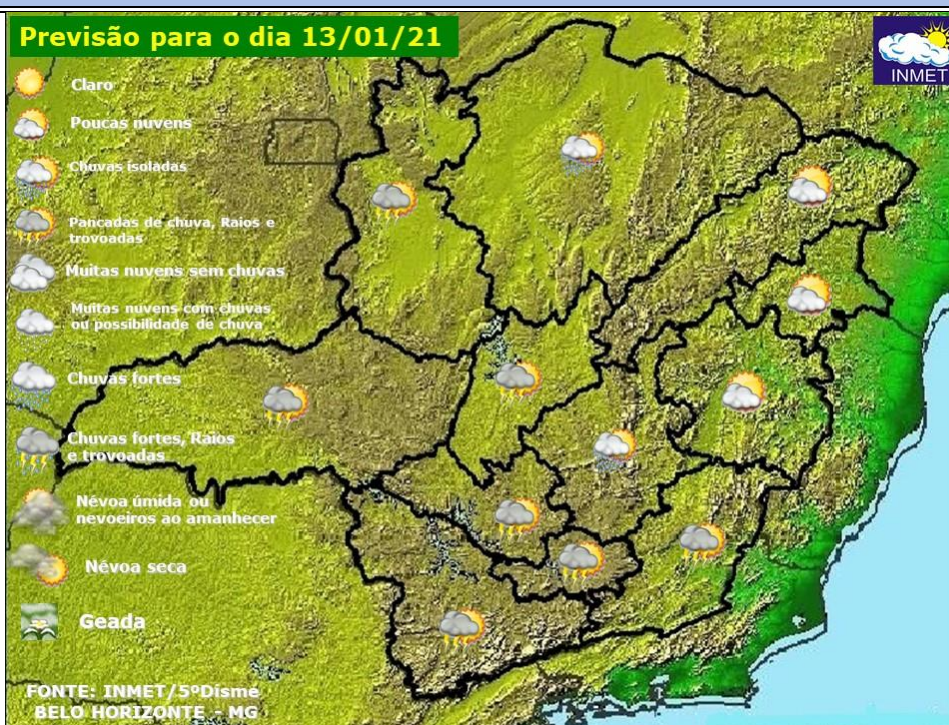 Previsão para o dia 13/01/21
INMET
Claro
Poucas nuvens
Chuvas isoladas
Pancadas de chuva, Raios e
trovoadas
Muitas nuvens sem chuvas
Muitas nuvens com chuvas
ou possibilidade de chuva
Chuvas fortes
Chuvas fortes, Raios
e trovoadas
Névoa úmida ou
nevoeiros ao amanhecer
Névoa seca
Geada
FONTE: INMET/5ºDisme
BELO HORIZONTE - MG